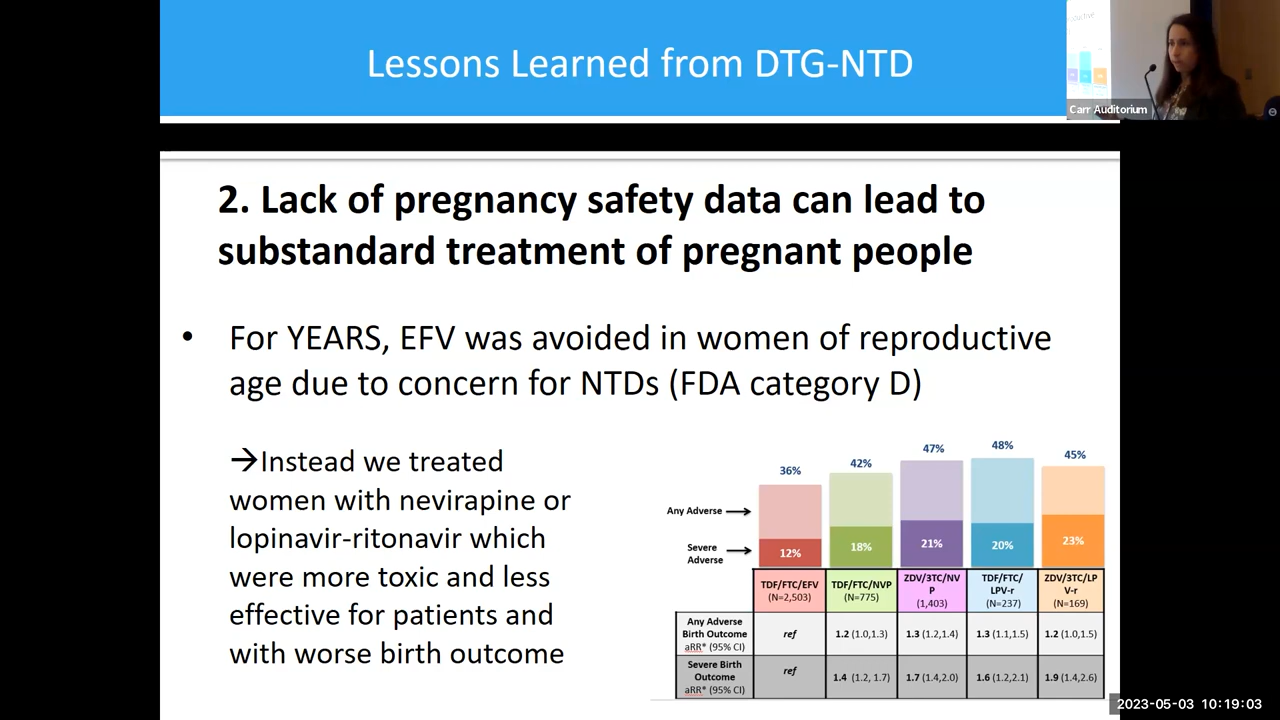 Lessons Learned from DTG-NTD
Carr Auditorium
2. Lack of pregnancy safety data can lead to
substandard treatment of pregnant people
• For YEARS, EFV was avoided in women of reproductive
age due to concern for NTDs (FDA category D)
→Instead we treated
women with nevirapine or
lopinavir-ritonavir which
were more toxic and less
effective for patients and
with worse birth outcome
36%
42%
47%
48%
45%
Any Adverse
Severe
Adverse
12%
18%
21%
20%
23%
TDF/FTC/EFV
(N=2,503)
TDF/FTC/NVP
(N=775)
ZDV/3TC/NV
P
(1,403)
TDF/FTC/
LPV-r
(N=237)
ZDV/3TC/LP
V-r
(N=169)
Any Adverse
Birth Outcome
aRR* (95% CI)
ref
1.2 (1.0,1.3)
1.3 (1.2,1.4)
1.3 (1.1,1.5)
1.2 (1.0,1.5)
Severe Birth
Outcome
aRR* (95% CI)
ref
1.4 (1.2, 1.7)
1.7 (1.4,2.0)
1.6 (1.2,2.1)
1.9 (1.4,2.6)
2023-05-03 10:19:03